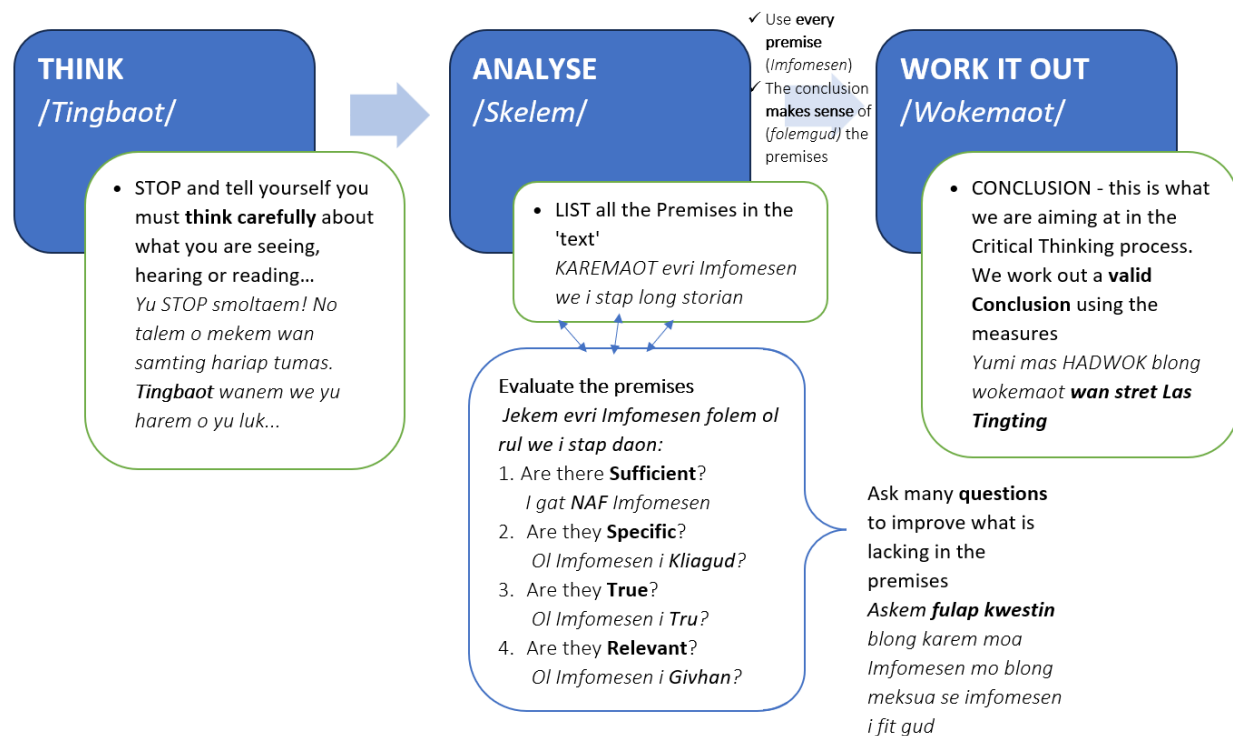 THINK
/Tingbaot/
• STOP and tell yourself you
must think carefully about
what you are seeing,
hearing or reading…
Yu STOP smoltaem! No
talem o mekem wan
samting hariap tumas.
Tingbaot wanem we yu
harem o yu luk...
ANALYSE
/Skelem/
• LIST all the Premises in the
'text'
KAREMAOT evri Imfomesen
we i stap long storian
Evaluate the premises
Jekem evri Imfomesen folem ol
rul we i stap daon:
1. Are there Sufficient?
I gat NAF Imfomesen
2. Are they Specific?
Ol Imfomesen i Kliagud?
3. Are they True?
Ol Imfomesen i Tru?
4. Are they Relevant?
Ol Imfomesen i Givhan?
Ask many questions
to improve what is
lacking in the
premises
Askem fulap kwestin
blong karem moa
Imfomesen mo blong
meksua se imfomesen
i fit gud
✓ Use every
premise
(Imfomesen)
✓ The conclusion
makes sense of
(folemgud) the
premises
WORK IT OUT
/Wokemaot/
• CONCLUSION - this is what
we are aiming at in the
Critical Thinking process.
We work out a valid
Conclusion using the
measures
Yumi mas HADWOK blong
wokemaot wan stret Las
Tingting